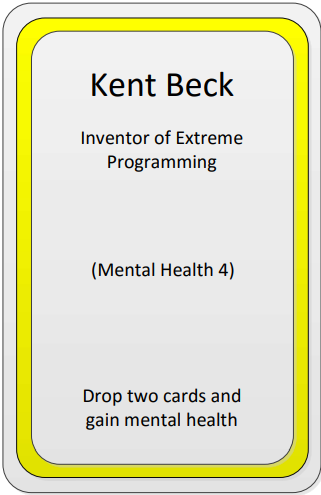 Kent Beck
Inventor of Extreme
Programming
(Mental Health 4)
Drop two cards and
gain mental health